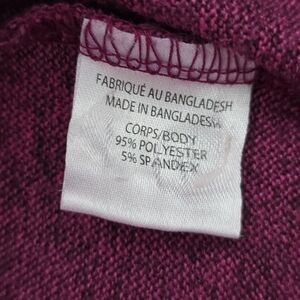 FABRIQUÉ AU BANGLADESH
MADE IN BANGLADESH
CORPS/BODY
95% POLYESTER
5% SPANDEX